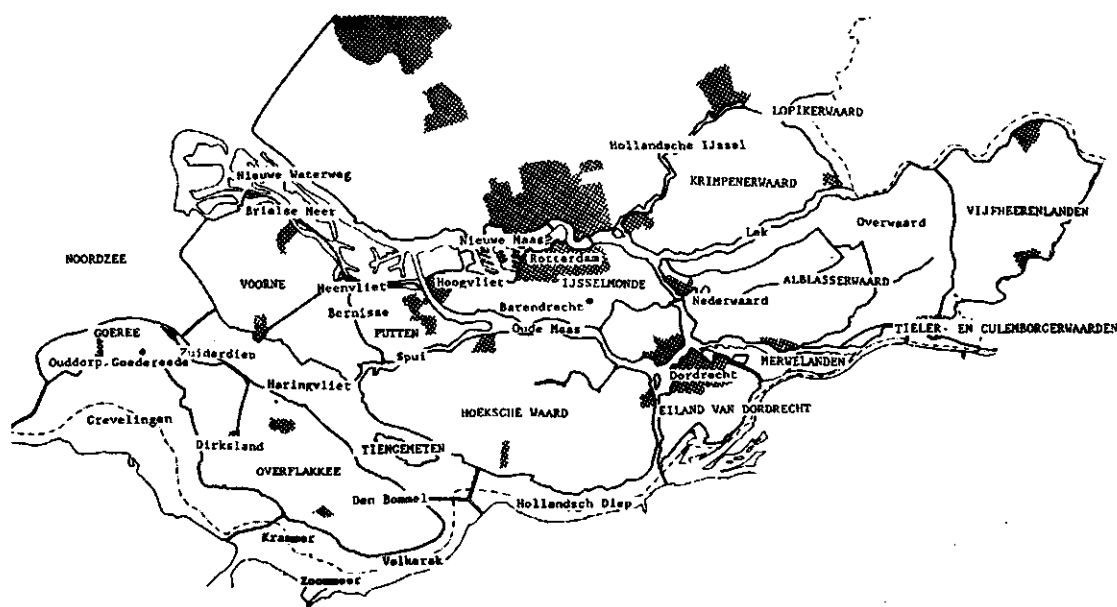 LOPIKERWAARD
Hollandsche IJssel
KRIMPENERWAARD
Nieuwe Waterweg
Brielse Meer
VIJFHEERENLANDEN
Overwaard
Lek
Nieuwe Maas
Rotterdam
NOORDZEE
VOORNE
Heenvliet
Hoogvliet
IJSSELMONDE
ALBLASSERWAARD
Bernisse
Barendrecht
Nederwaard
PUTTEN
Oude Maas
GOEREE
Zuiderdiep
Spui
TIELER- EN CULEMBORGERWAARDEN
MERWELANDEN
Ouddorp
Goedereede
Dordrecht
Haringvliet
HOEKSCHE WAARD
EILAND VAN DORDRECHT
Grevelingen
Dirksland
TIENGEMETEN
OVERFLAKKEE
Den Bommel
Hollandsch Diep
Krammer
Volkerak
Zoommeer